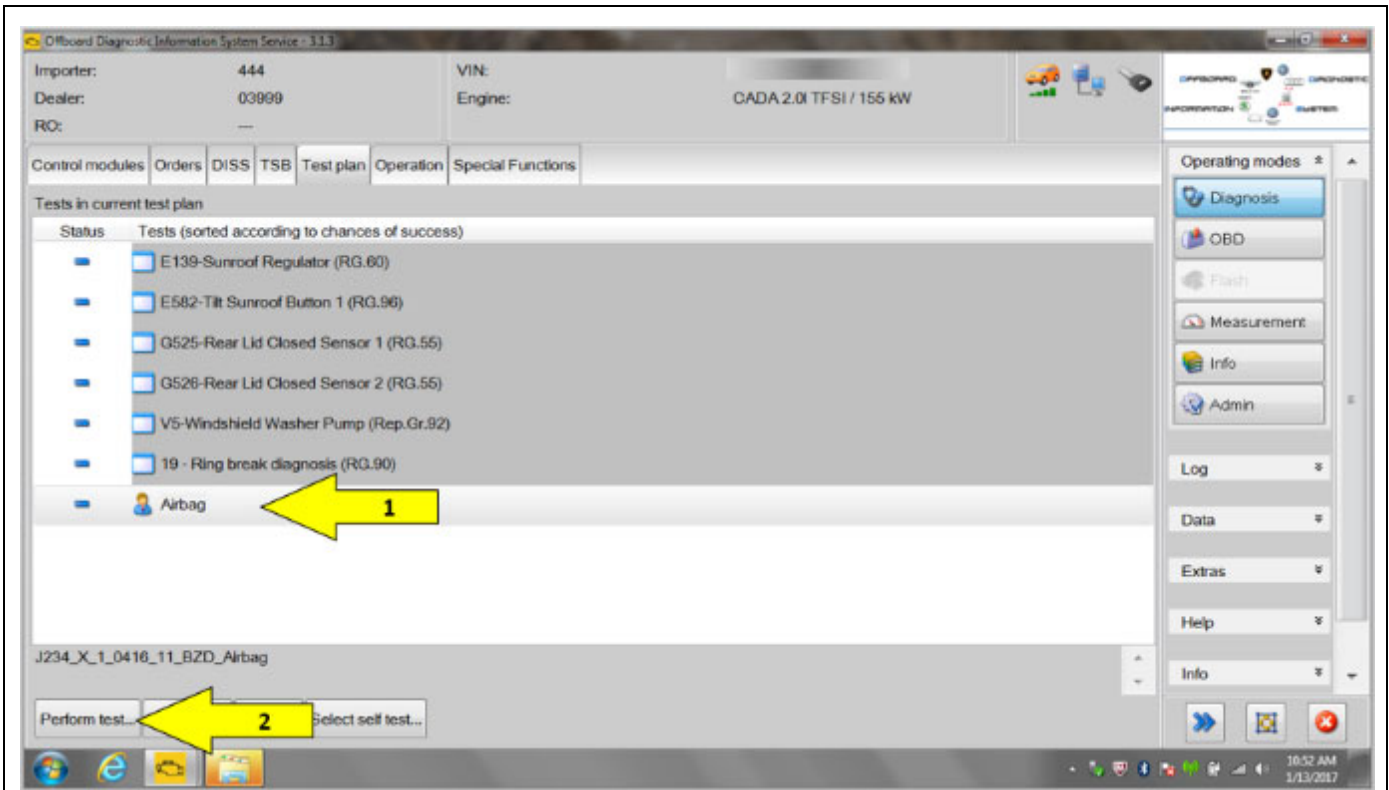 Offboard Diagnostic Information System Service - 3.1.3
Importer: 444 VIN:
Dealer: 03999 Engine: CADA 2.0l TFSI / 155 kW
RO: ---
OFFBOARD DIAGNOSTIC
INFORMATION SYSTEM
Control modules Orders DISS TSB Test plan Operation Special Functions
Tests in current test plan
Status Tests (sorted according to chances of success)
E139-Sunroof Regulator (RG.60)
E582-Tilt Sunroof Button 1 (RG.96)
G525-Rear Lid Closed Sensor 1 (RG.55)
G526-Rear Lid Closed Sensor 2 (RG.55)
V5-Windshield Washer Pump (Rep.Gr.92)
19 - Ring break diagnosis (RG.90)
Airbag
1
J234_X_1_0416_11_BZD_Airbag
Perform test...
2
Select self test...
Operating modes
Diagnosis
OBD
Flash
Measurement
Info
Admin
Log
Data
Extras
Help
Info
10:52 AM
1/13/2017